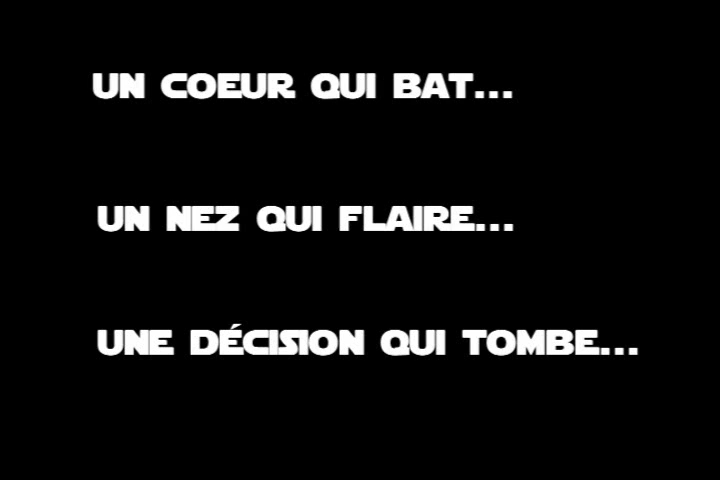 UN COEUR QUI BAT...
UN NEZ QUI FLAIRE...
UNE DÉCISION QUI TOMBE...